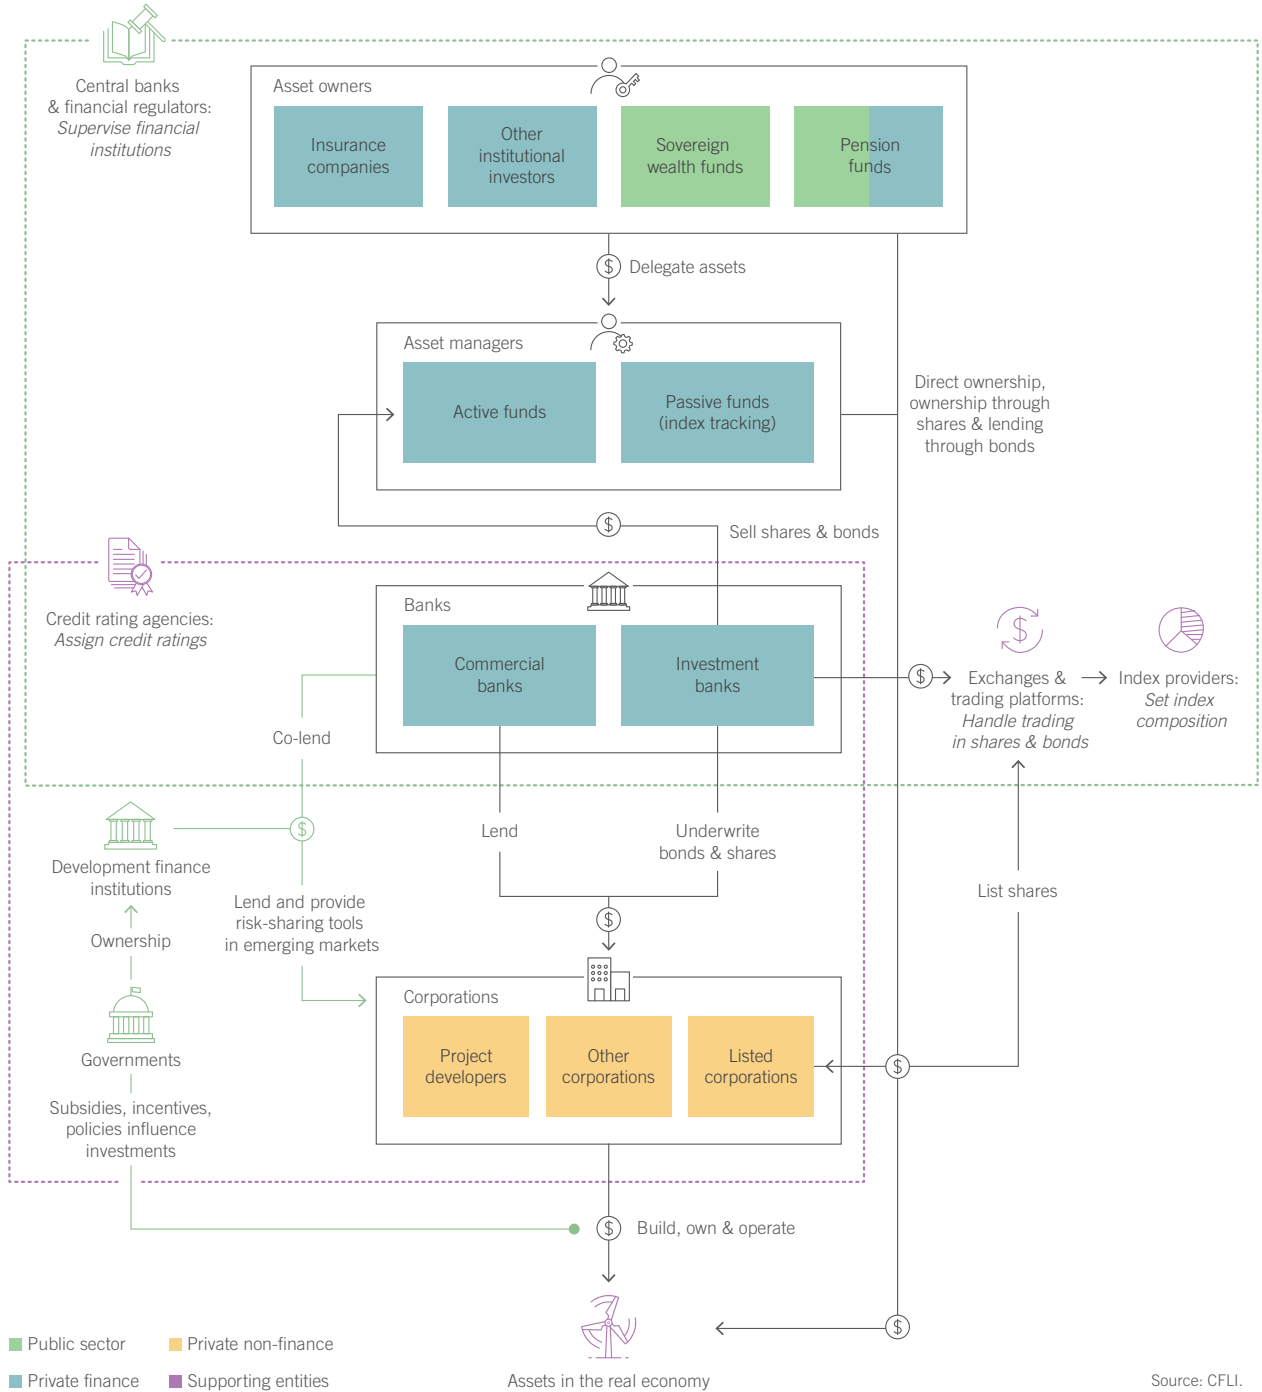 Central banks
& financial regulators:
Supervise financial
institutions
Asset owners
Insurance
companies
Other
institutional
investors
Sovereign
wealth funds
Pension
funds
$
Delegate assets
Asset managers
Active funds
Passive funds
(index tracking)
Direct ownership,
ownership through
shares & lending
through bonds
$
Sell shares & bonds
Credit rating agencies:
Assign credit ratings
Banks
Commercial
banks
Investment
banks
$
$
Exchanges &
trading platforms:
Handle trading
in shares & bonds
Index providers:
Set index
composition
Co-lend
$
Development finance
institutions
Lend
Underwrite
bonds & shares
List shares
Lend and provide
risk-sharing tools
in emerging markets
$
Ownership
Governments
Corporations
Project
developers
Other
corporations
Listed
corporations
$
Subsidies, incentives,
policies influence
investments
$
Build, own & operate
$
Assets in the real economy
Public sector
Private non-finance
Private finance
Supporting entities
Source: CFLI.